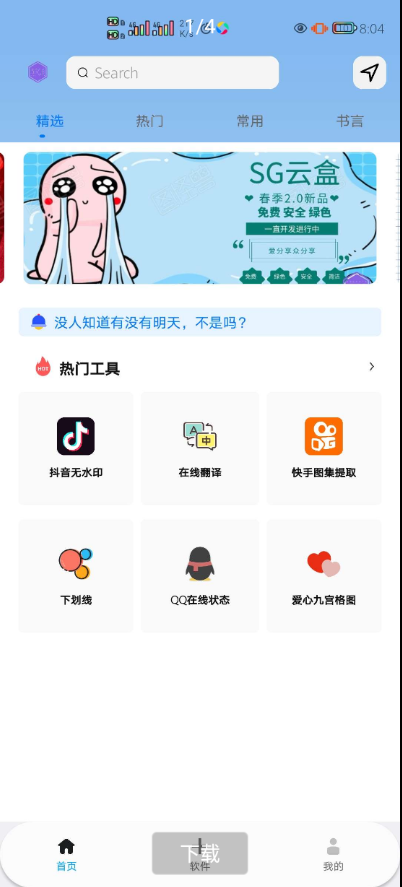 1/4
8:04
Search
精选 热门 常用 书言
SG云盒
❤ 春季2.0新品 ❤
免费 安全 绿色
一直开发进行中
爱分享众分享
免费 绿色 安全
没人知道有没有明天，不是吗？
HOT 热门工具
抖音无水印 在线翻译 快手图集提取
下划线 QQ在线状态 爱心九宫格图
下载
首页 软件 我的